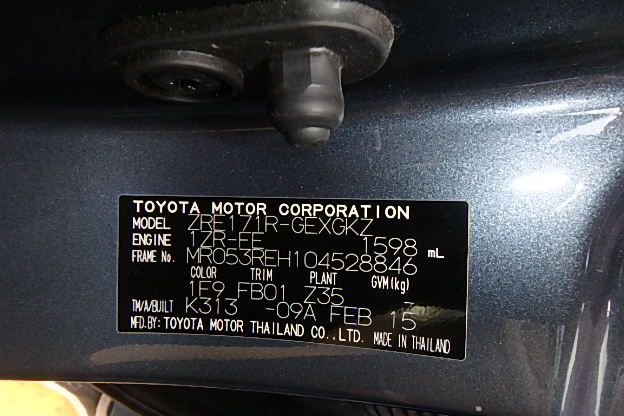 TOYOTA MOTOR CORPORATION
MODEL ZRE171R-GEXGKZ
ENGINE 1ZR-FE 1598 mL
FRAME No. MR053REH104528846
COLOR TRIM PLANT GVM(kg)
1F9 FB01 Z35 -
TM/A/BUILT K313 -09A FEB 15
MFD.BY: TOYOTA MOTOR THAILAND CO.,LTD. MADE IN THAILAND